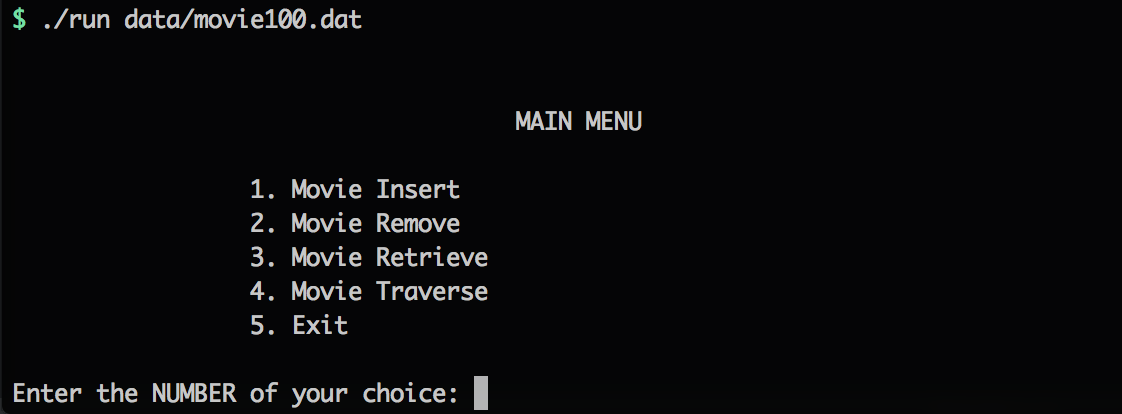 $ ./run data/movie100.dat
MAIN MENU
1. Movie Insert
2. Movie Remove
3. Movie Retrieve
4. Movie Traverse
5. Exit
Enter the NUMBER of your choice: